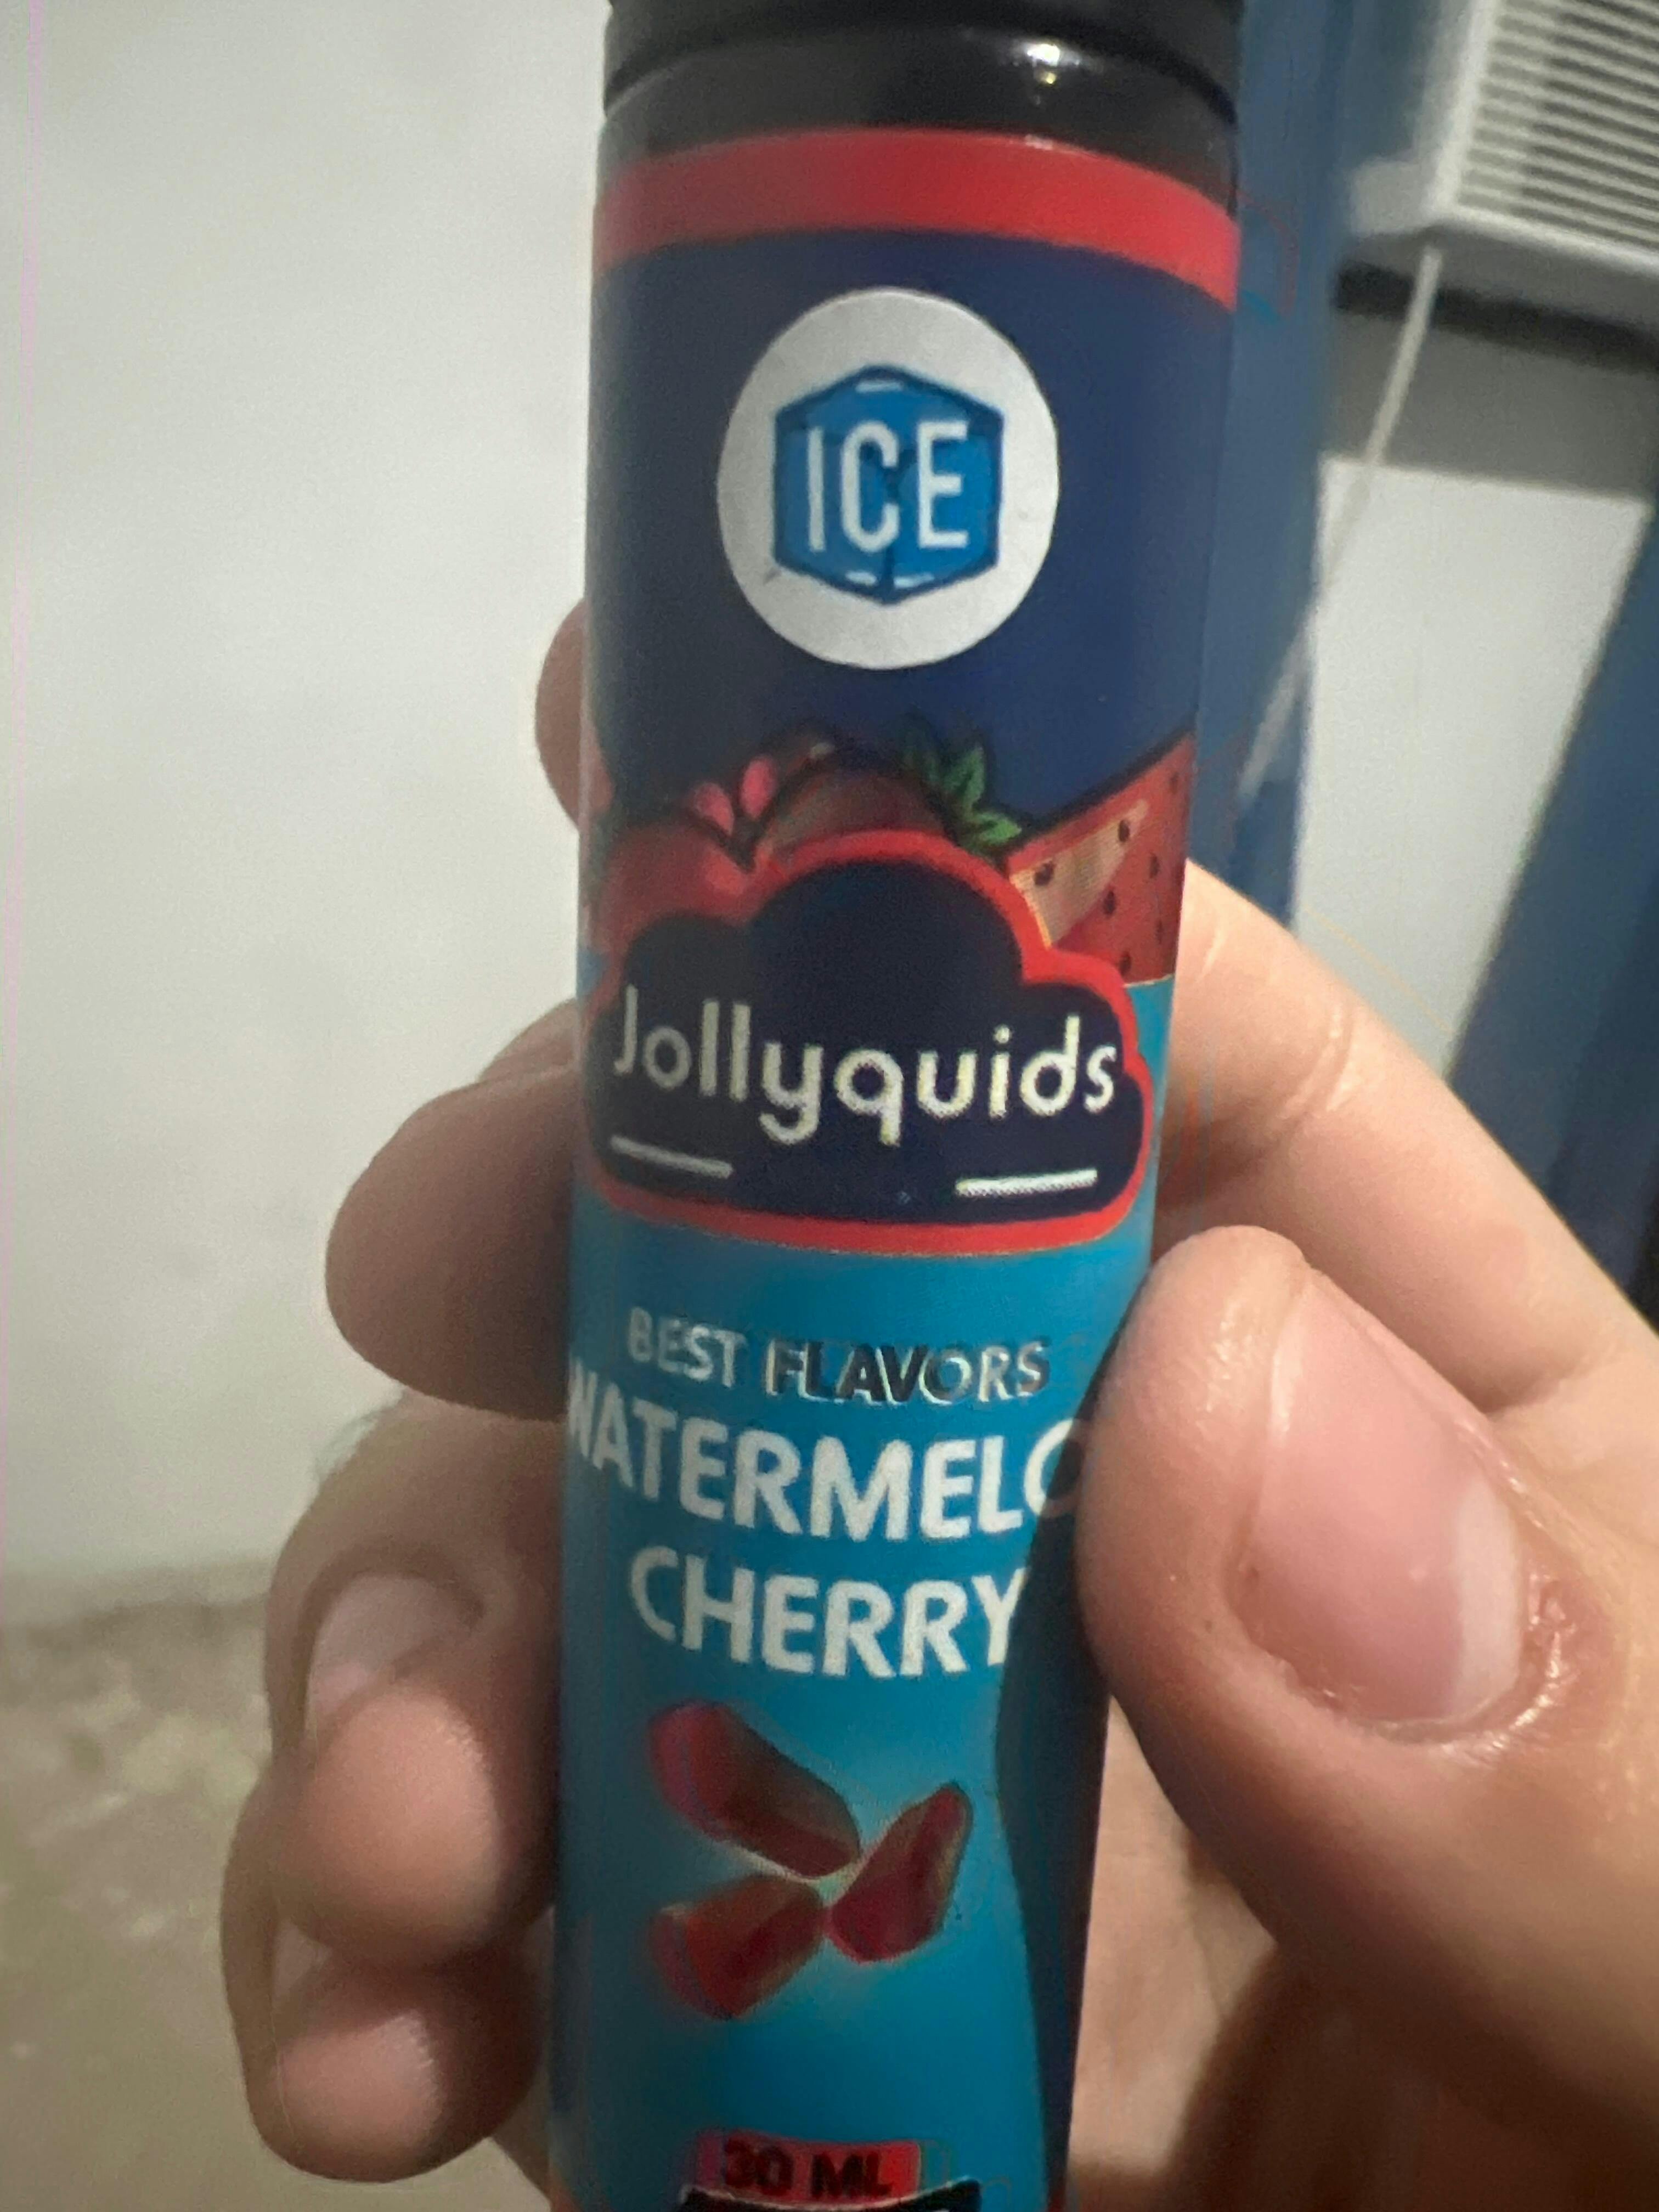 ICE
Jollyquids
BEST FLAVORS
WATERMELO
CHERRY
30 ML